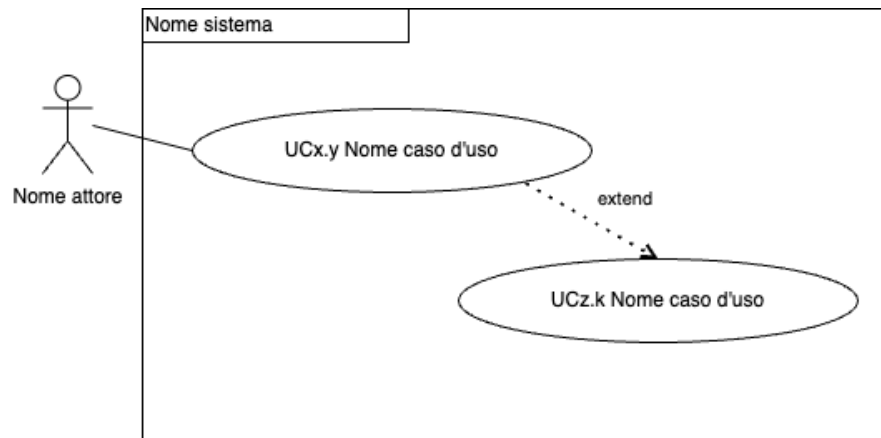 Nome sistema
UCx.y Nome caso d'uso
Nome attore
extend
UCz.k Nome caso d'uso